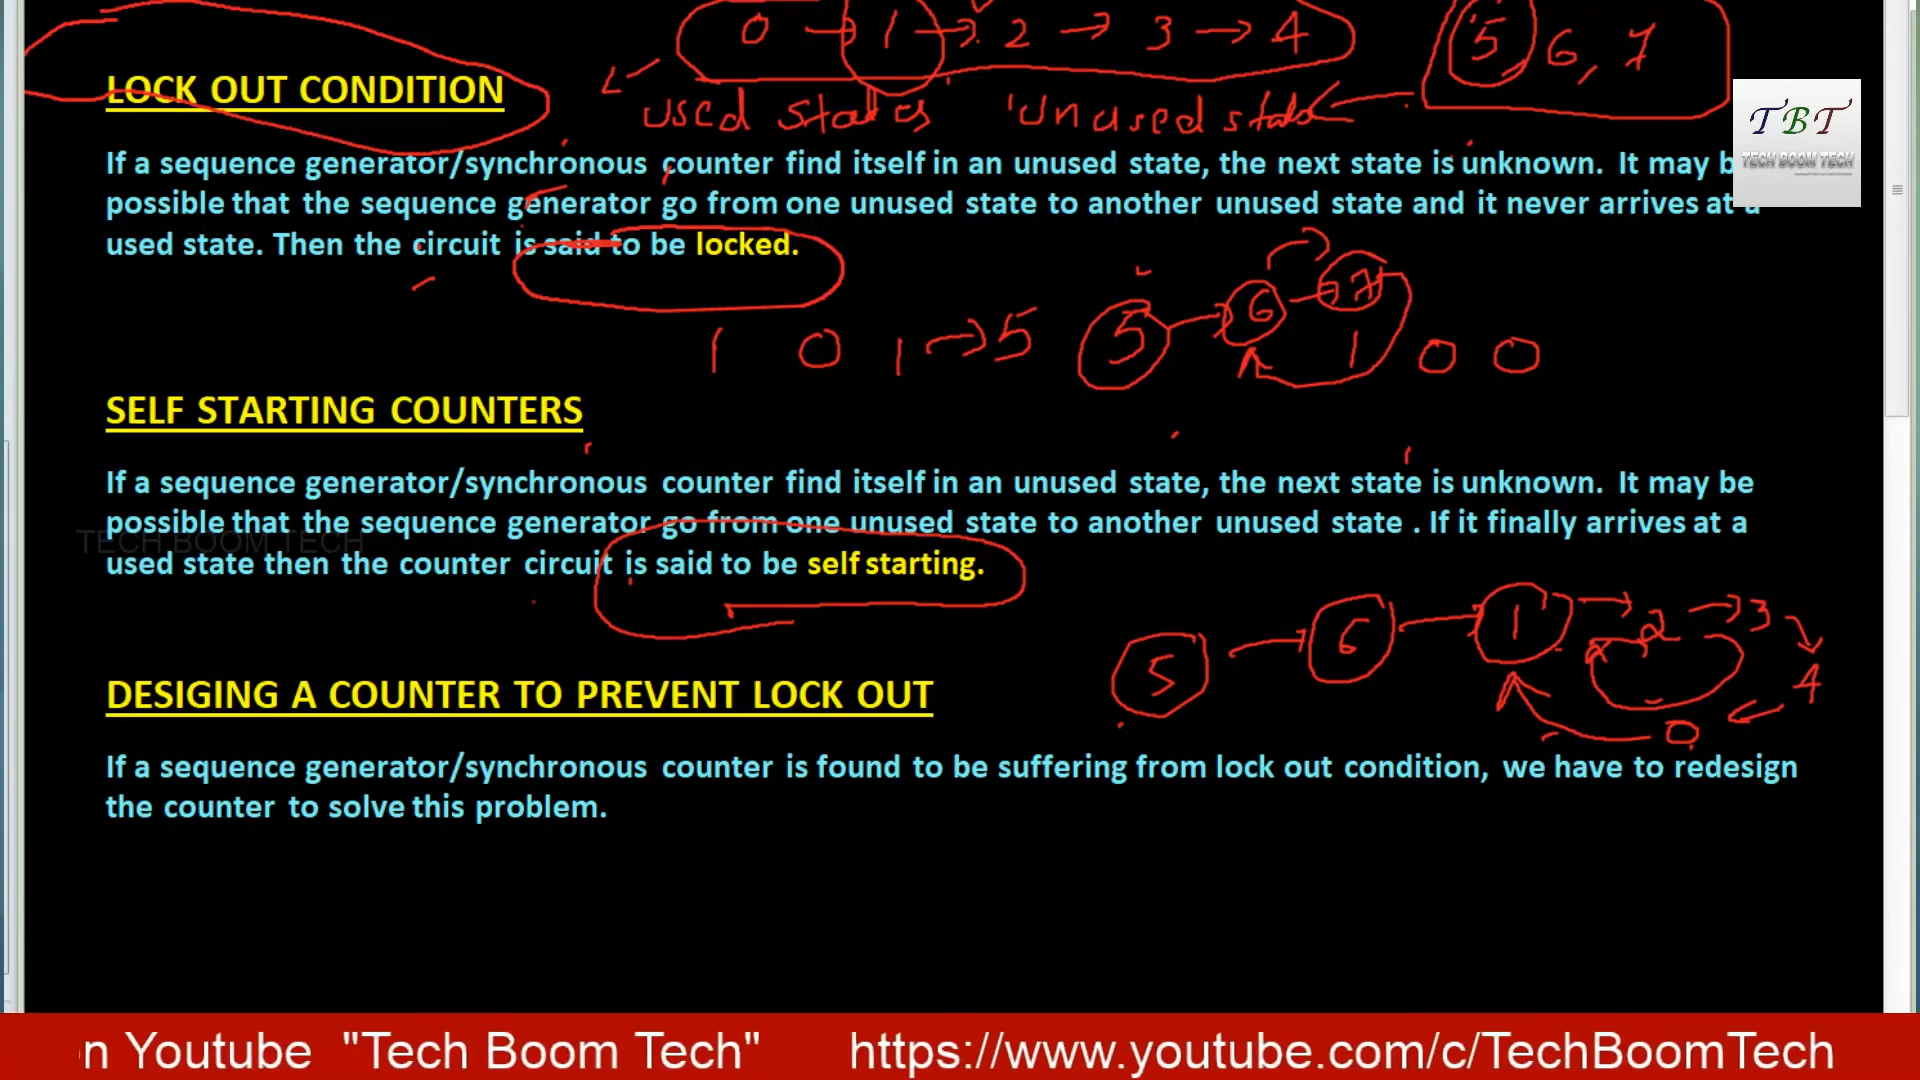 0 → 1 → 2 → 3 → 4
5, 6, 7
LOCK OUT CONDITION
used states unused states
TBT
TECH BOOM TECH
If a sequence generator/synchronous counter find itself in an unused state, the next state is unknown. It may be
possible that the sequence generator go from one unused state to another unused state and it never arrives at a
used state. Then the circuit is said to be locked.
1 0 1 → 5
5 → 6 → 7
1 0 0
SELF STARTING COUNTERS
If a sequence generator/synchronous counter find itself in an unused state, the next state is unknown. It may be
possible that the sequence generator go from one unused state to another unused state . If it finally arrives at a
TECH BOOM TECH
used state then the counter circuit is said to be self starting.
5 → 6 → 1 → 2 → 3
4
0
DESIGING A COUNTER TO PREVENT LOCK OUT
If a sequence generator/synchronous counter is found to be suffering from lock out condition, we have to redesign
the counter to solve this problem.
n Youtube "Tech Boom Tech" https://www.youtube.com/c/TechBoomTech